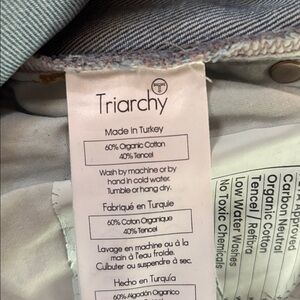 Triarchy
Made in Turkey
60% Organic Cotton
40% Tencel
Wash by machine or by
hand in cold water.
Tumble or hang dry.
Fabriqué en Turquie
60% Coton Organique
40% Tencel
Lavage en machine ou à la
main à l'eau froide.
Culbuter ou suspendre à sec.
Hecho en Turquía
60% Algodón Organico
Approved
Carbon Neutral
Organic Cotton
Tencel / Refibra
Low Water Washes
No Toxic Chemicals